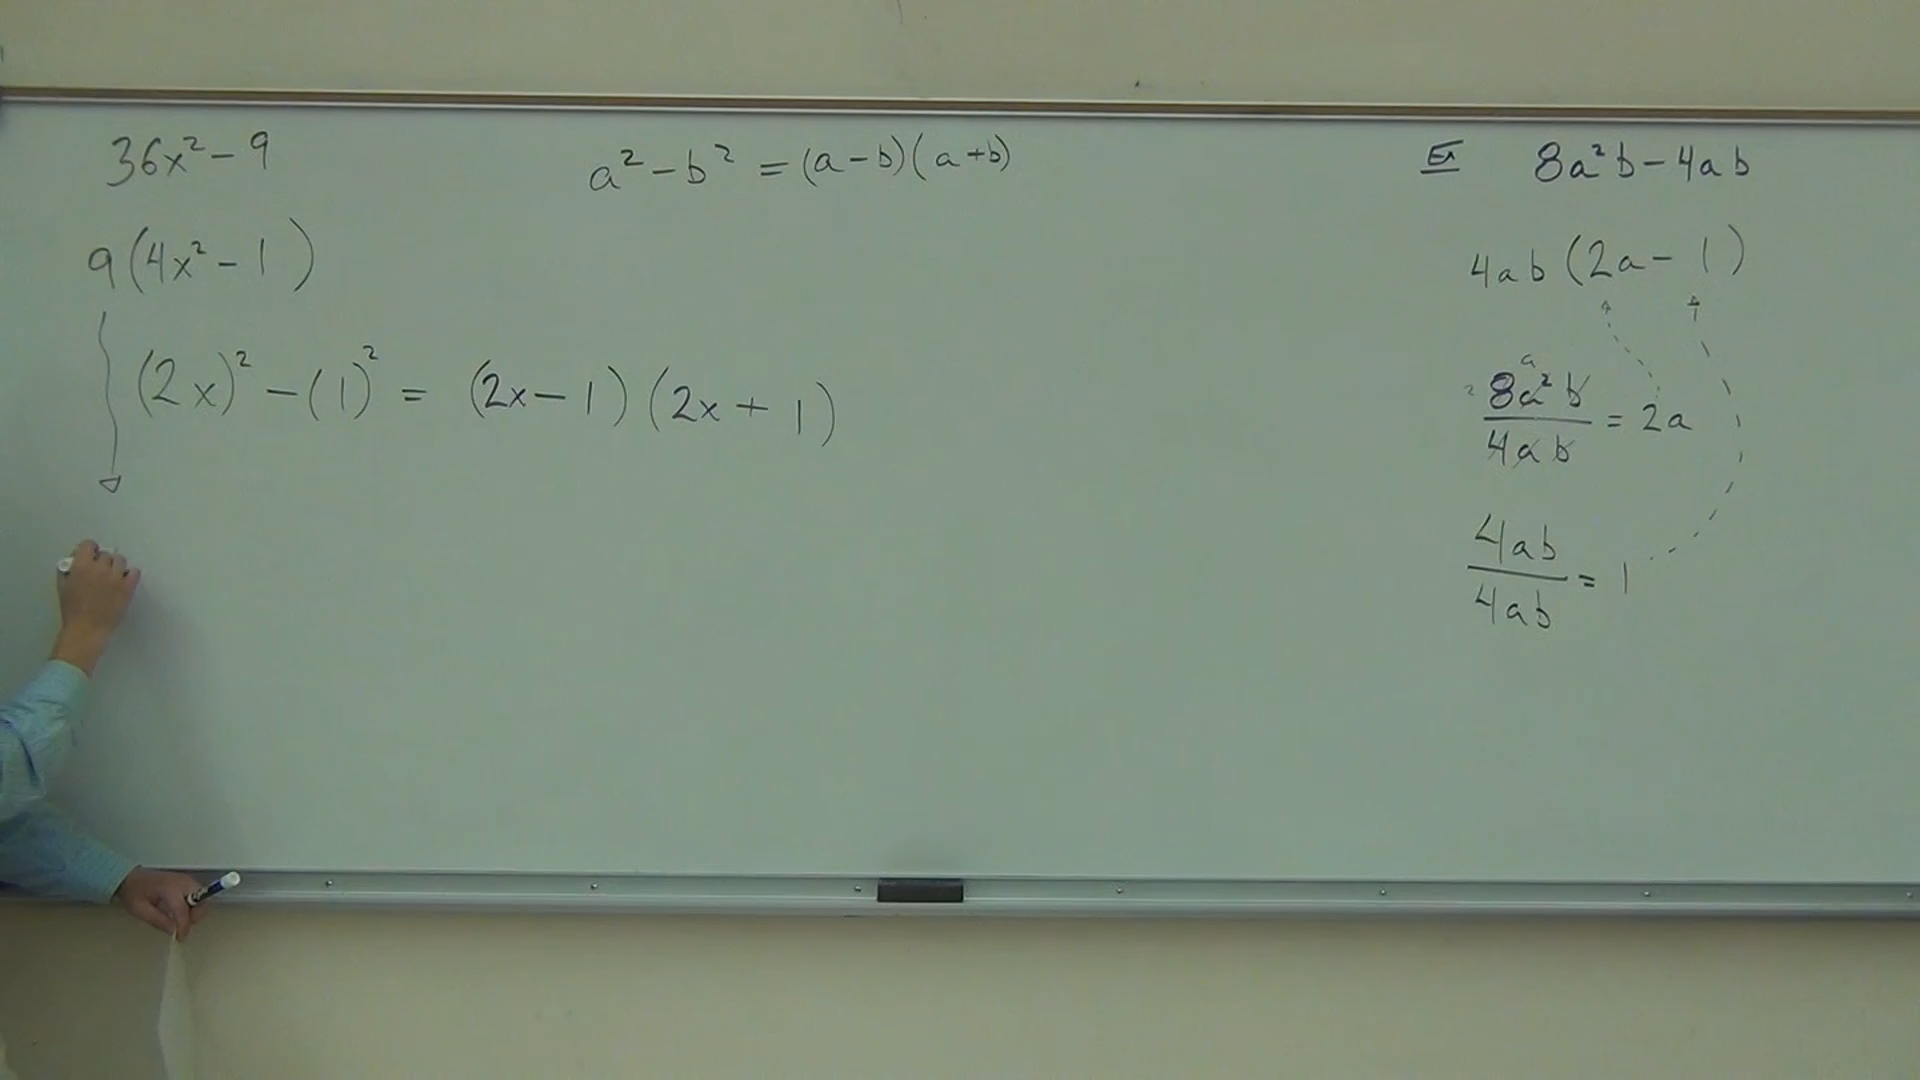 36x² - 9
9(4x² - 1)
(2x)² - (1)² = (2x - 1)(2x + 1)
a² - b² = (a - b)(a + b)
Ex 8a²b - 4ab
4ab(2a - 1)
a
2 8a²b / 4ab = 2a
4ab / 4ab = 1